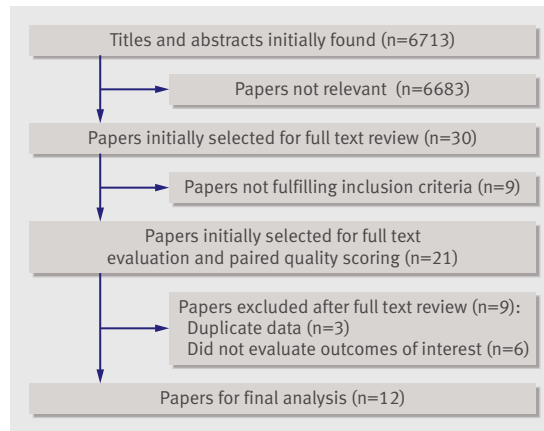 Titles and abstracts initially found (n=6713)
Papers not relevant (n=6683)
Papers initially selected for full text review (n=30)
Papers not fulfilling inclusion criteria (n=9)
Papers initially selected for full text
evaluation and paired quality scoring (n=21)
Papers excluded after full text review (n=9):
Duplicate data (n=3)
Did not evaluate outcomes of interest (n=6)
Papers for final analysis (n=12)